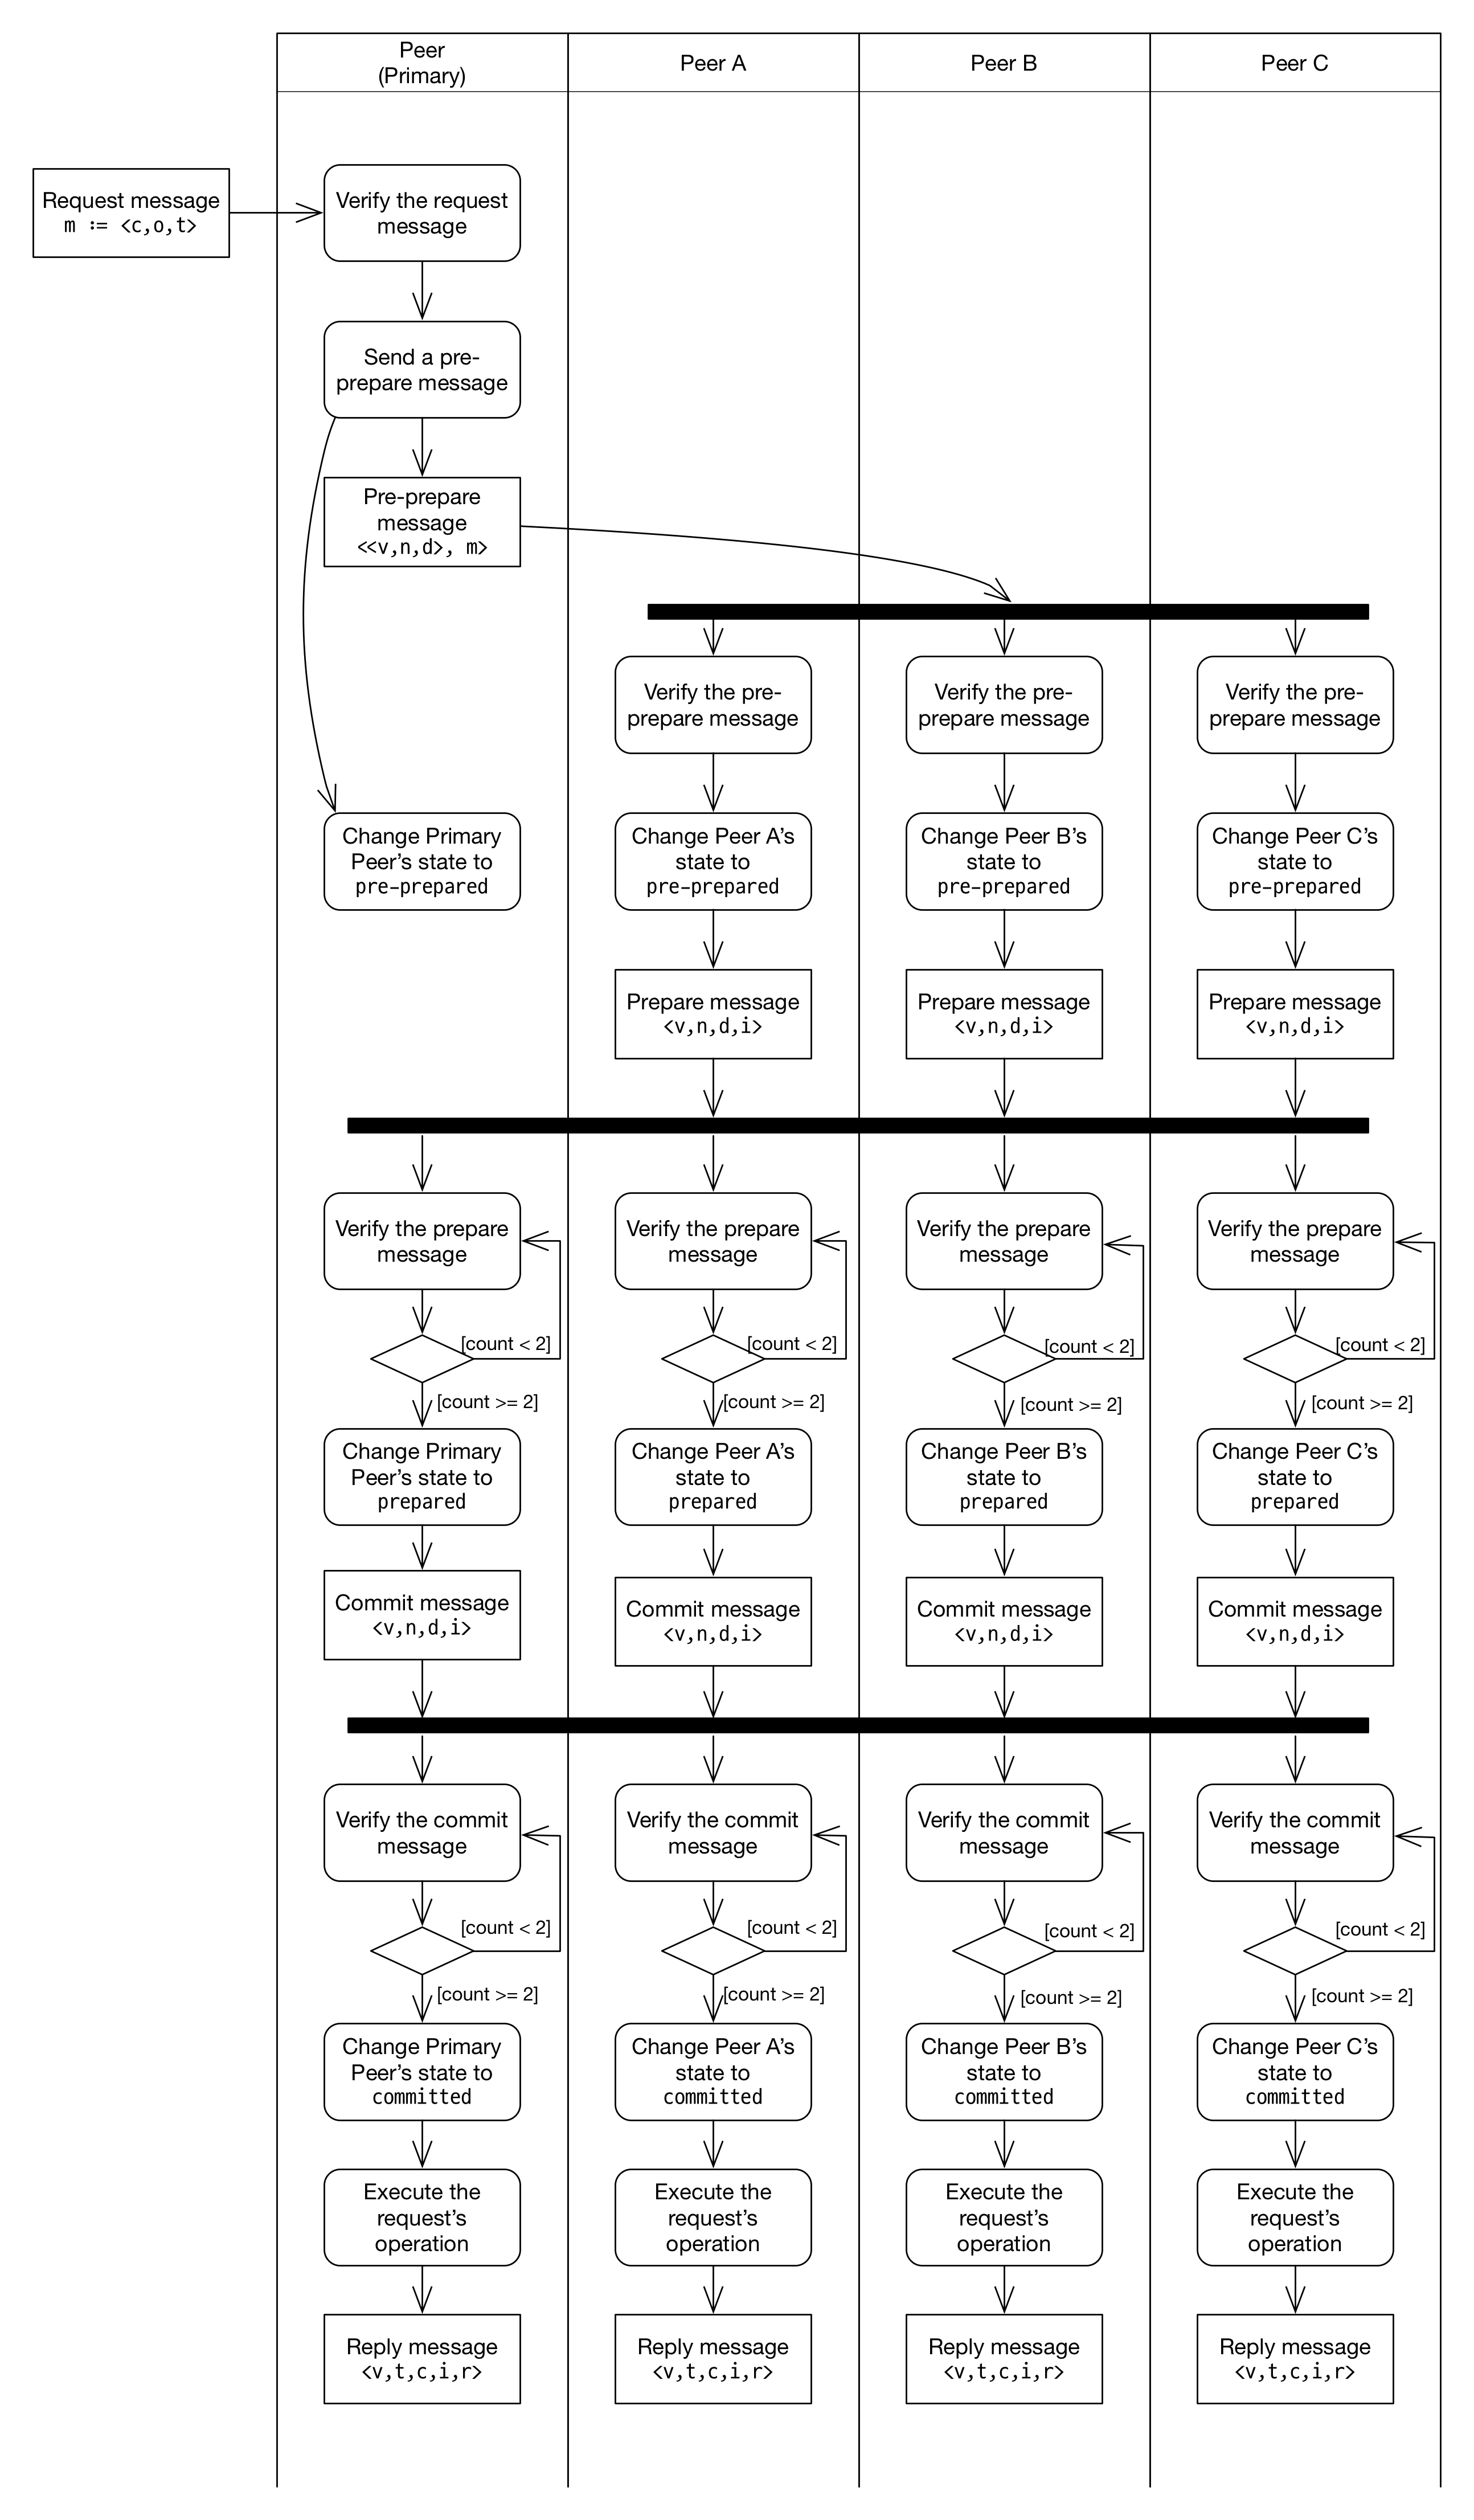 Peer
(Primary)
Peer A
Peer B
Peer C
Request message
m := <c,o,t>
Verify the request
message
Send a pre-
prepare message
Pre-prepare
message
<<v,n,d>, m>
Verify the pre-
prepare message
Verify the pre-
prepare message
Verify the pre-
prepare message
Change Primary
Peer’s state to
pre-prepared
Change Peer A’s
state to
pre-prepared
Change Peer B’s
state to
pre-prepared
Change Peer C’s
state to
pre-prepared
Prepare message
<v,n,d,i>
Prepare message
<v,n,d,i>
Prepare message
<v,n,d,i>
Verify the prepare
message
Verify the prepare
message
Verify the prepare
message
Verify the prepare
message
[count < 2]
[count < 2]
[count < 2]
[count < 2]
[count >= 2]
[count >= 2]
[count >= 2]
[count >= 2]
Change Primary
Peer’s state to
prepared
Change Peer A’s
state to
prepared
Change Peer B’s
state to
prepared
Change Peer C’s
state to
prepared
Commit message
<v,n,d,i>
Commit message
<v,n,d,i>
Commit message
<v,n,d,i>
Commit message
<v,n,d,i>
Verify the commit
message
Verify the commit
message
Verify the commit
message
Verify the commit
message
[count < 2]
[count < 2]
[count < 2]
[count < 2]
[count >= 2]
[count >= 2]
[count >= 2]
[count >= 2]
Change Primary
Peer’s state to
committed
Change Peer A’s
state to
committed
Change Peer B’s
state to
committed
Change Peer C’s
state to
committed
Execute the
request’s
operation
Execute the
request’s
operation
Execute the
request’s
operation
Execute the
request’s
operation
Reply message
<v,t,c,i,r>
Reply message
<v,t,c,i,r>
Reply message
<v,t,c,i,r>
Reply message
<v,t,c,i,r>